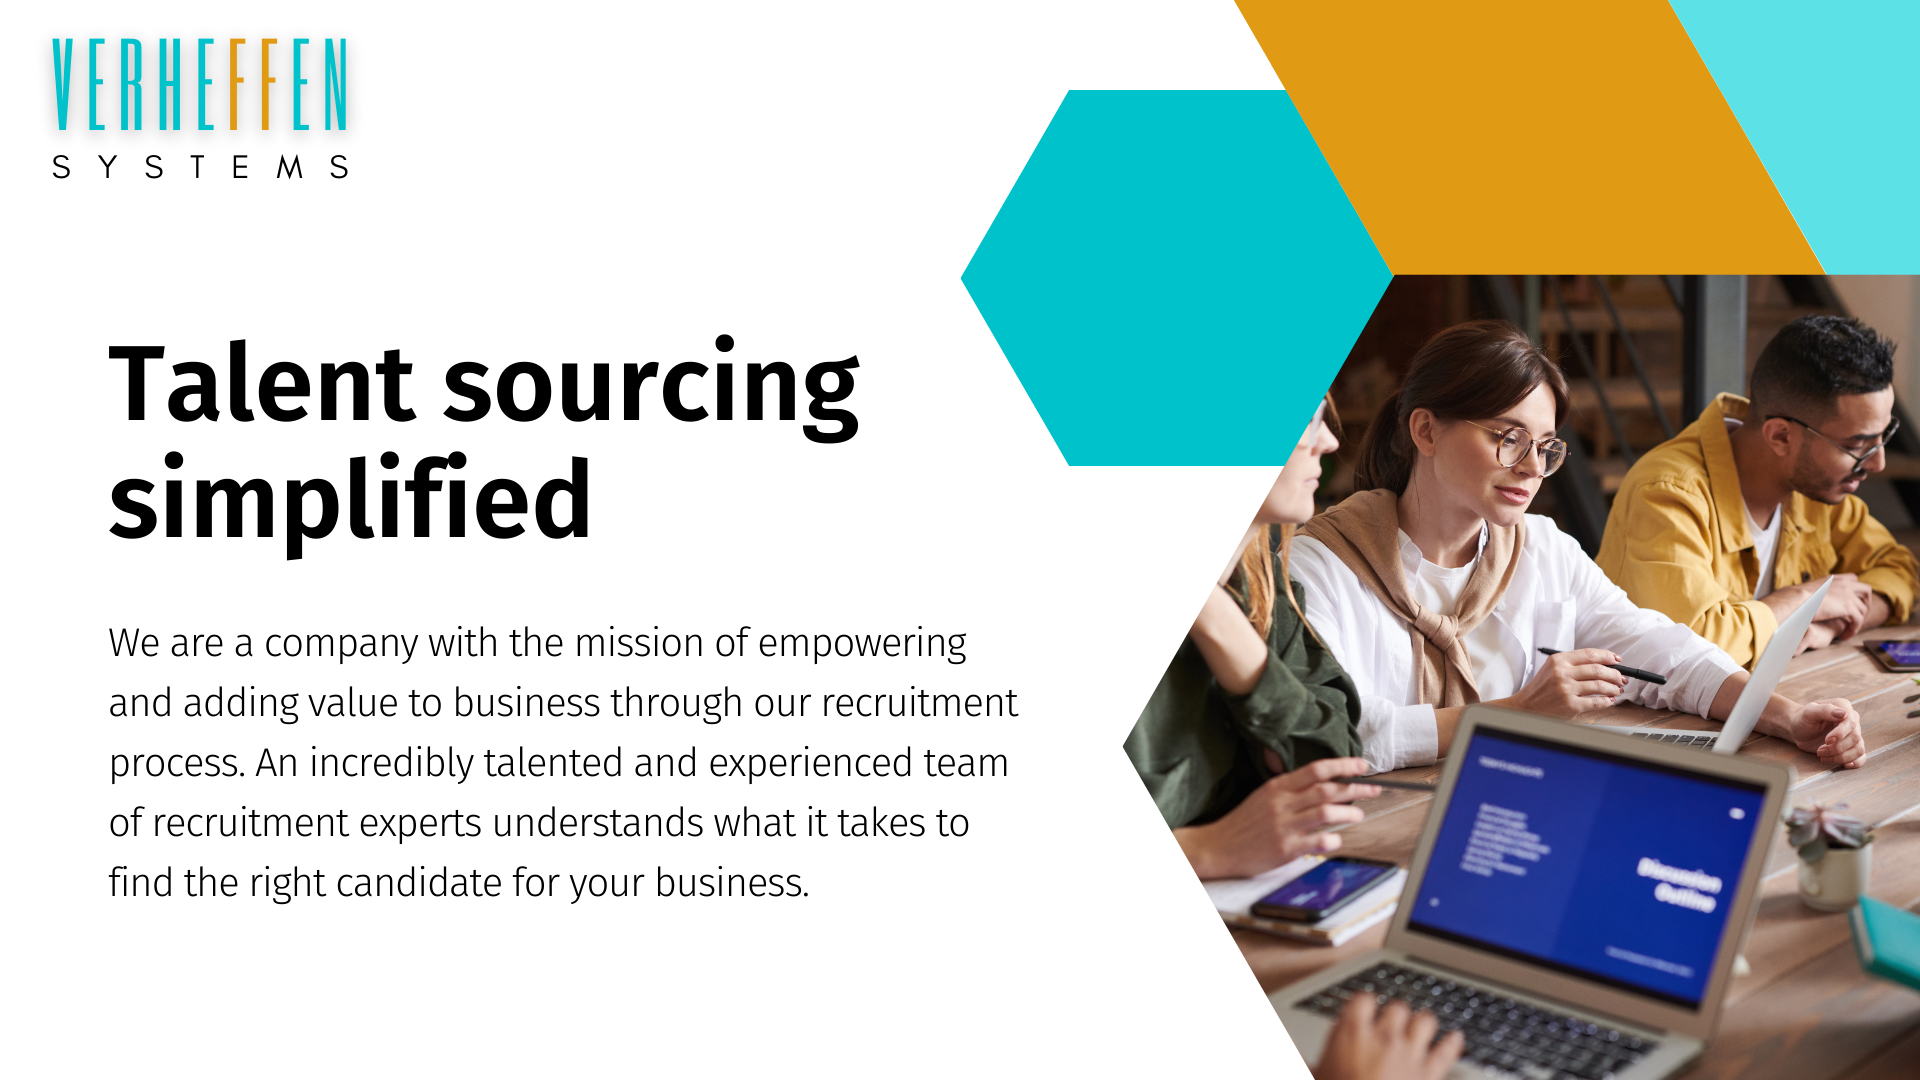 VERHEFFEN
SYSTEMS
Talent sourcing
simplified
We are a company with the mission of empowering
and adding value to business through our recruitment
process. An incredibly talented and experienced team
of recruitment experts understands what it takes to
find the right candidate for your business.
Discussion
Outline